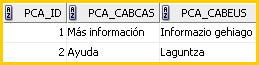 PCA_ID PCA_CABCAS PCA_CABEUS
1 Más información Informazio gehiago
2 Ayuda Laguntza